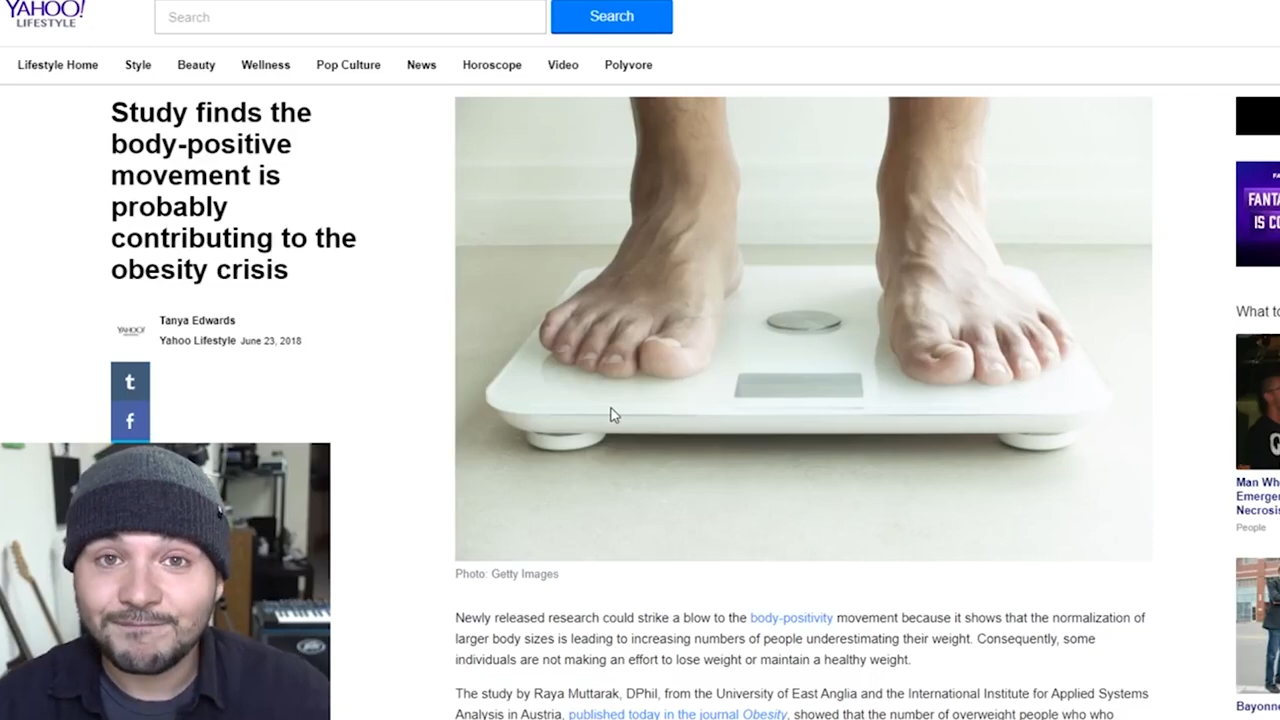 YAHOO!
LIFESTYLE
Search
Search
Lifestyle Home Style Beauty Wellness Pop Culture News Horoscope Video Polyvore
Study finds the
body-positive
movement is
probably
contributing to the
obesity crisis
YAHOO!
Tanya Edwards
Yahoo Lifestyle June 23, 2018
t
f
Photo: Getty Images
Newly released research could strike a blow to the body-positivity movement because it shows that the normalization of
larger body sizes is leading to increasing numbers of people underestimating their weight. Consequently, some
individuals are not making an effort to lose weight or maintain a healthy weight.
The study by Raya Muttarak, DPhil, from the University of East Anglia and the International Institute for Applied Systems
Analysis in Austria, published today in the journal Obesity, showed that the number of overweight people who who
FANTA
IS CO
What to
Man Wh
Emerge
Necrosi
People
Bayonne